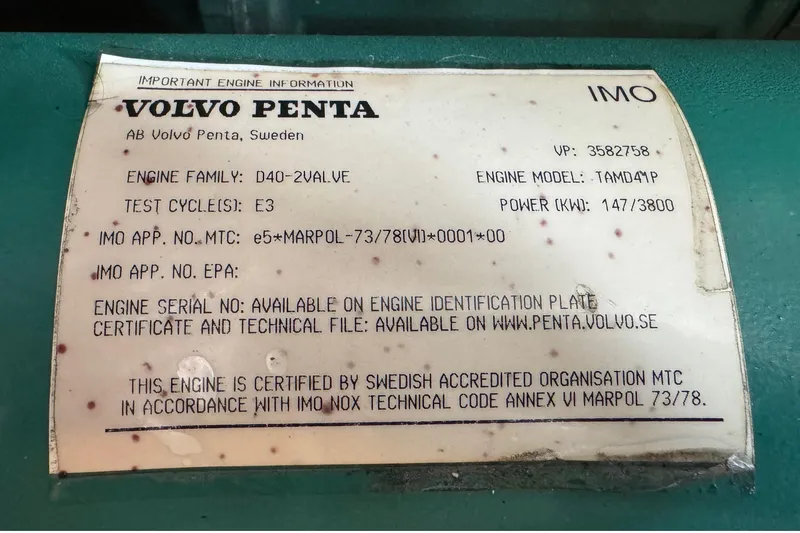 IMPORTANT ENGINE INFORMATION
IMO
VOLVO PENTA
AB Volvo Penta, Sweden
VP: 3582758
ENGINE FAMILY: D40-2VALVE
ENGINE MODEL: TAMD41P
TEST CYCLE(S): E3
POWER (KW): 147/3800
IMO APP. NO. MTC: e5*MARPOL-73/78(VI)*0001*00
IMO APP. NO. EPA:
ENGINE SERIAL NO: AVAILABLE ON ENGINE IDENTIFICATION PLATE
CERTIFICATE AND TECHNICAL FILE: AVAILABLE ON WWW.PENTA.VOLVO.SE
THIS ENGINE IS CERTIFIED BY SWEDISH ACCREDITED ORGANISATION MTC
IN ACCORDANCE WITH IMO NOX TECHNICAL CODE ANNEX VI MARPOL 73/78.